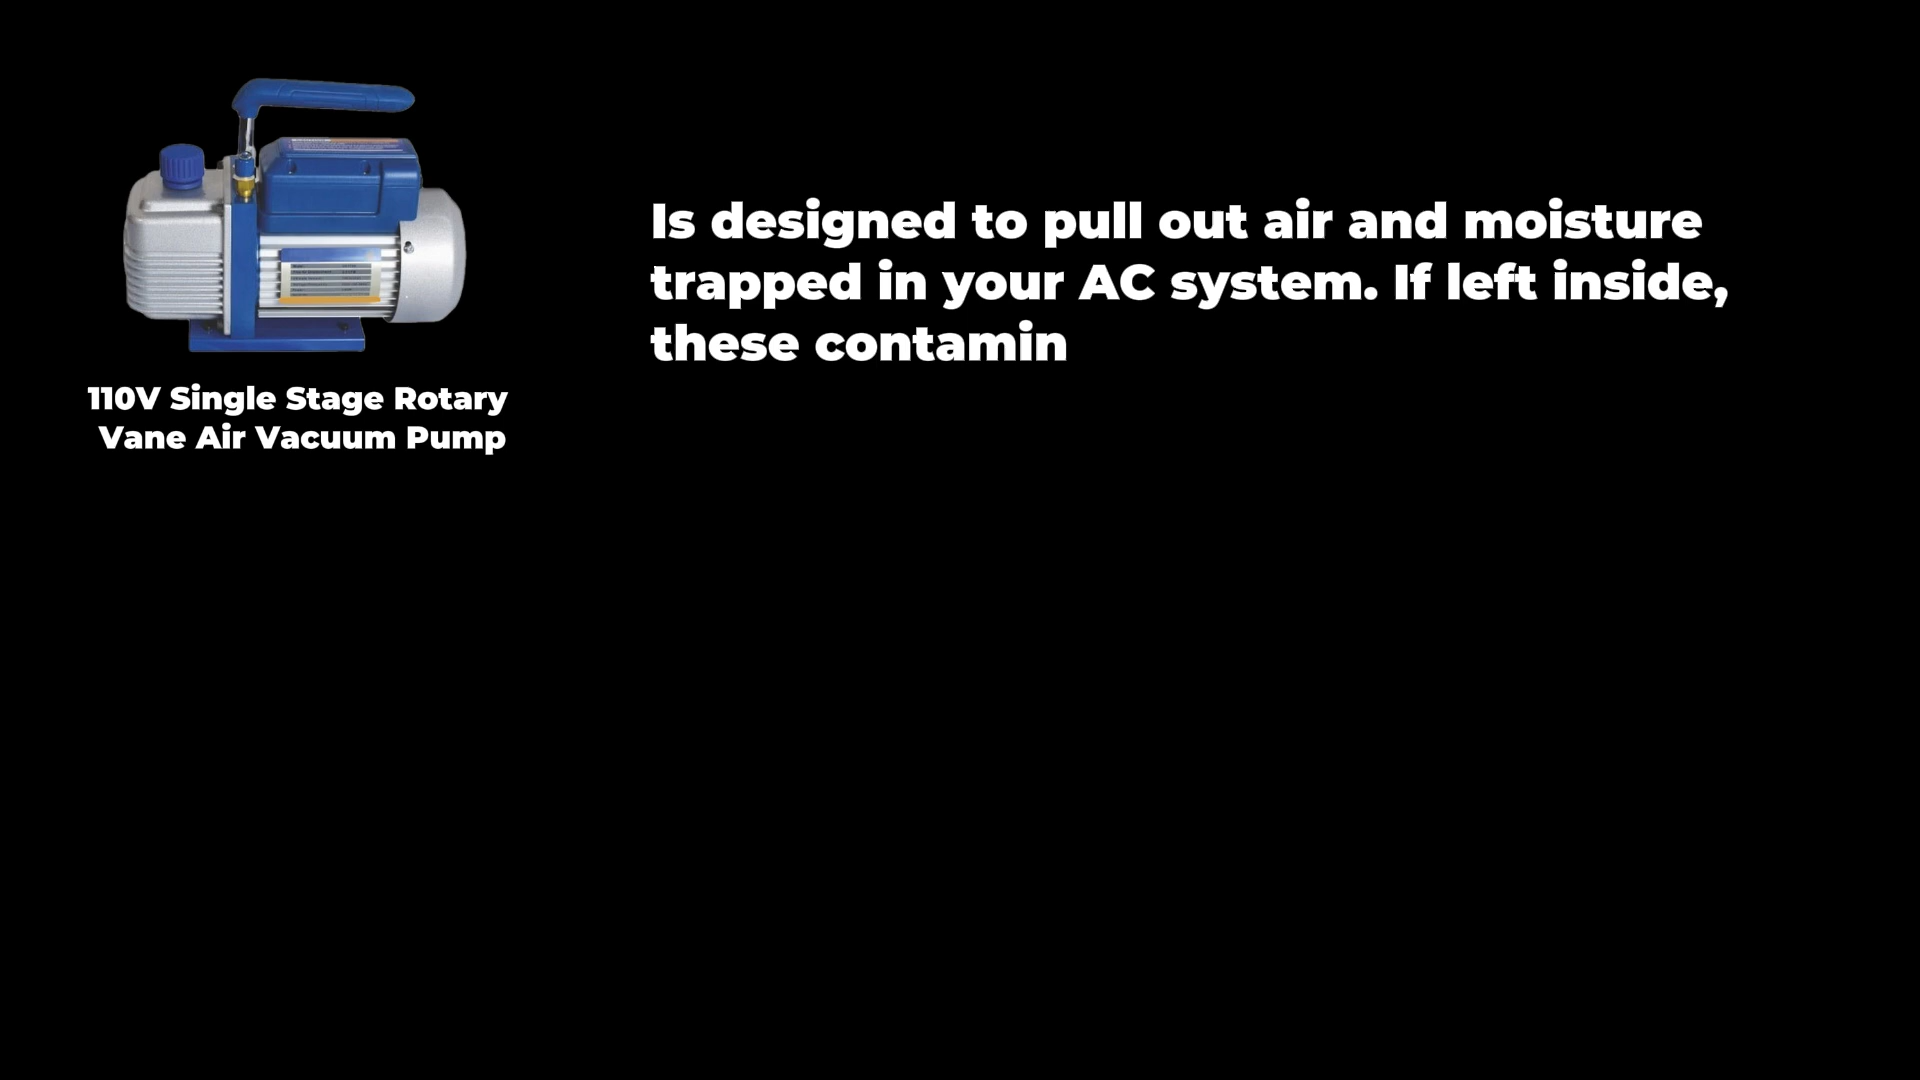 Is designed to pull out air and moisture
trapped in your AC system. If left inside,
these contamin
110V Single Stage Rotary
Vane Air Vacuum Pump